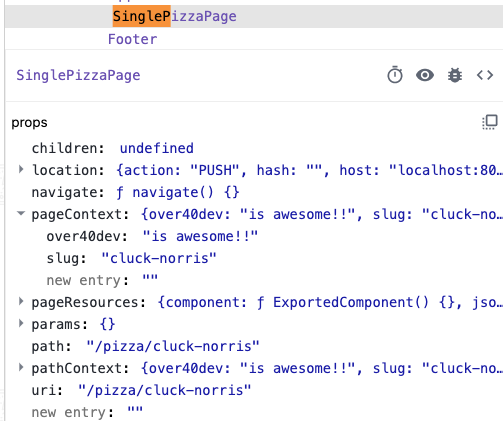 SinglePizzaPage
Footer
SinglePizzaPage
props
children: undefined
location: {action: "PUSH", hash: "", host: "localhost:80…
navigate: ƒ navigate() {}
pageContext: {over40dev: "is awesome!!", slug: "cluck-no…
over40dev: "is awesome!!"
slug: "cluck-norris"
new entry: ""
pageResources: {component: ƒ ExportedComponent() {}, jso…
params: {}
path: "/pizza/cluck-norris"
pathContext: {over40dev: "is awesome!!", slug: "cluck-no…
uri: "/pizza/cluck-norris"
new entry: ""